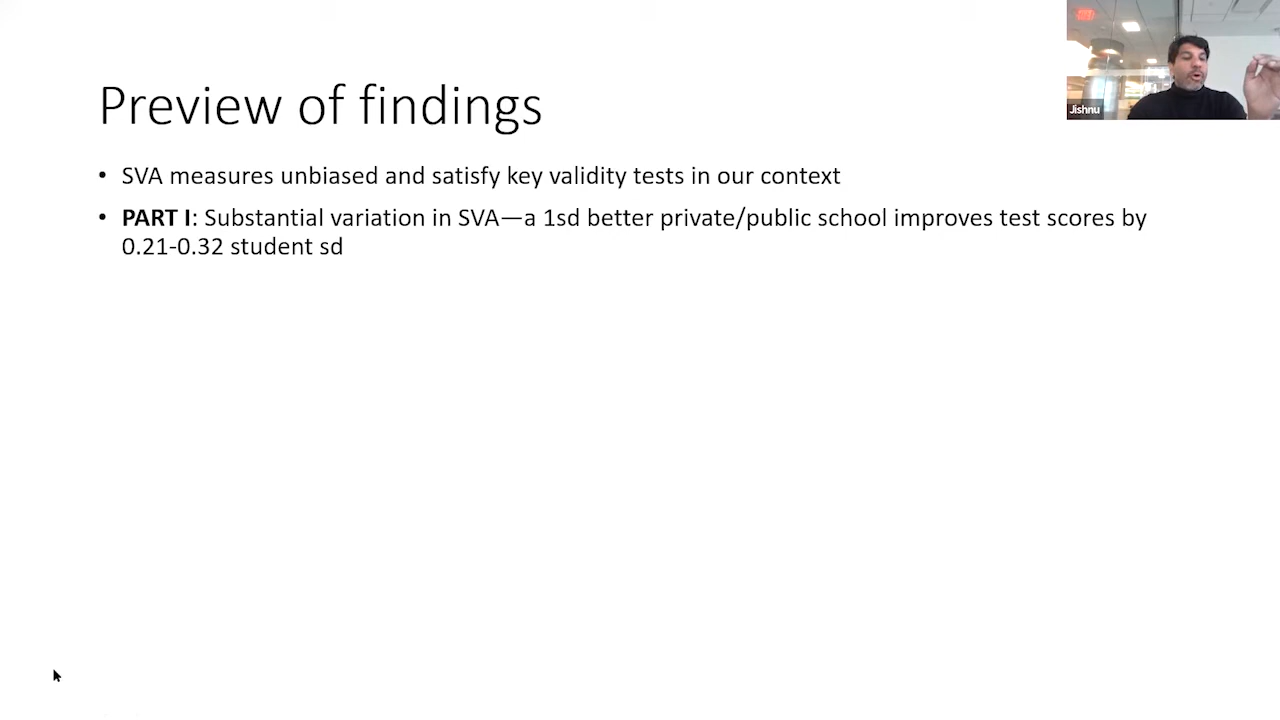 Preview of findings
• SVA measures unbiased and satisfy key validity tests in our context
• PART I: Substantial variation in SVA—a 1sd better private/public school improves test scores by
0.21-0.32 student sd
Jishnu